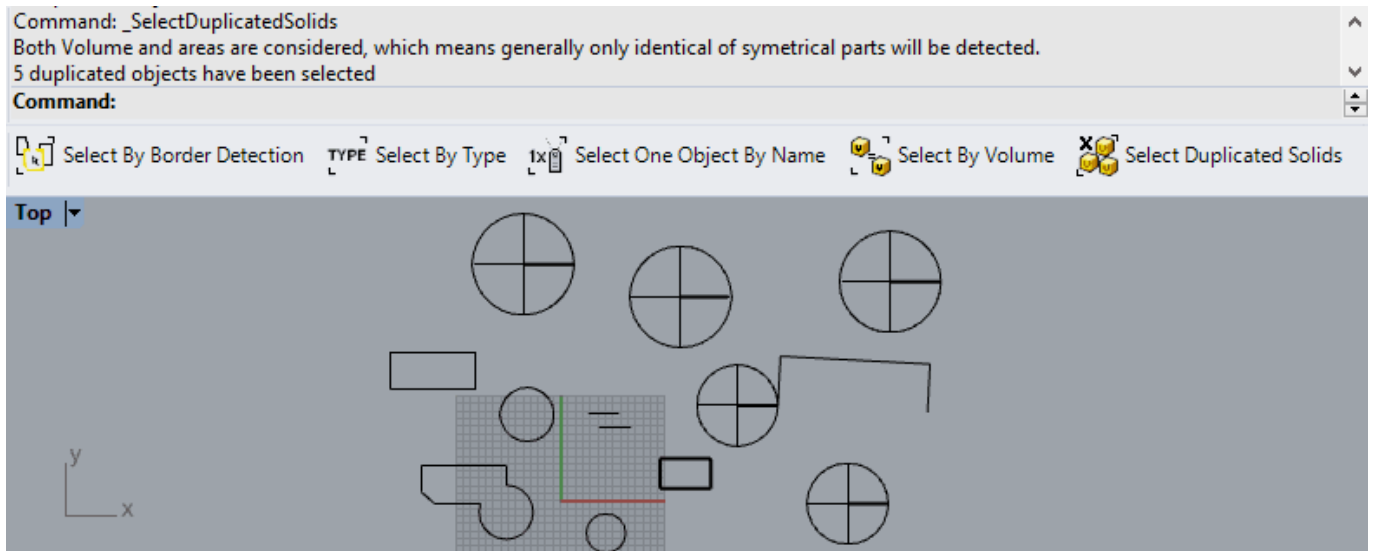 Command: _SelectDuplicatedSolids
Both Volume and areas are considered, which means generally only identical of symetrical parts will be detected.
5 duplicated objects have been selected
Command:
Select By Border Detection TYPE Select By Type 1x Select One Object By Name Select By Volume Select Duplicated Solids
Top
y
x